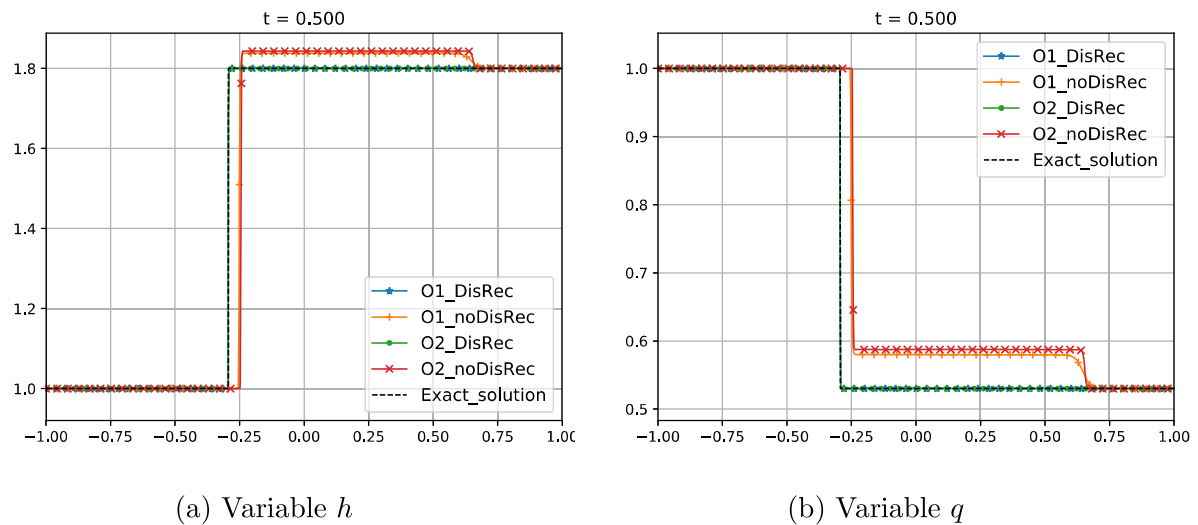 t = 0.500
1.8
1.6
1.4
1.2
1.0
O1_DisRec
O1_noDisRec
O2_DisRec
O2_noDisRec
Exact_solution
−1.00 −0.75 −0.50 −0.25 0.00 0.25 0.50 0.75 1.00
(a) Variable h
t = 0.500
1.0
0.9
0.8
0.7
0.6
0.5
O1_DisRec
O1_noDisRec
O2_DisRec
O2_noDisRec
Exact_solution
−1.00 −0.75 −0.50 −0.25 0.00 0.25 0.50 0.75 1.00
(b) Variable q